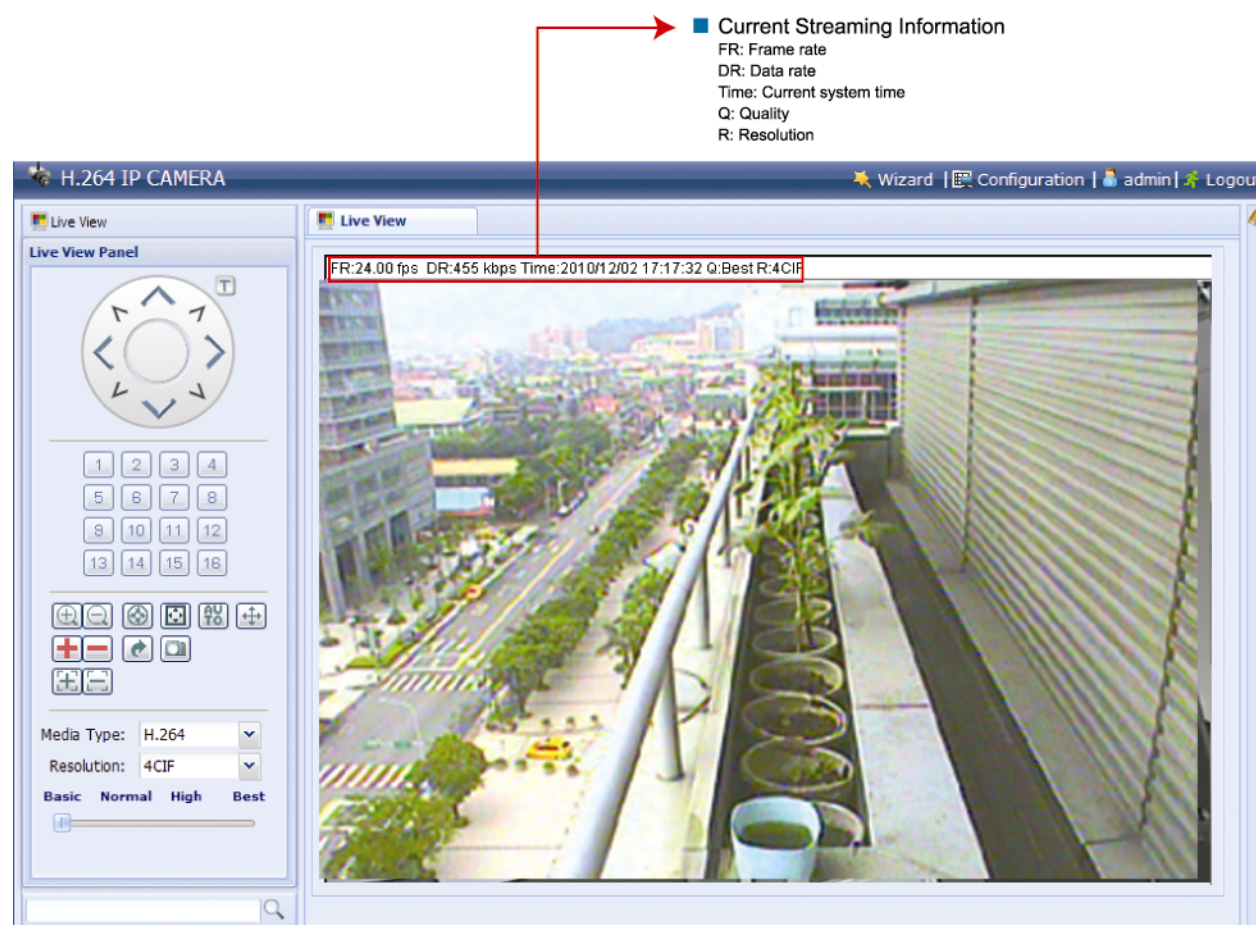 Current Streaming Information
FR: Frame rate
DR: Data rate
Time: Current system time
Q: Quality
R: Resolution
H.264 IP CAMERA
Wizard | Configuration | admin | Logou
Live View
Live View
Live View Panel
FR:24.00 fps DR:455 kbps Time:2010/12/02 17:17:32 Q:Best R:4CIF
T
1 2 3 4
5 6 7 8
9 10 11 12
13 14 15 16
AUTO
Media Type: H.264
Resolution: 4CIF
Basic Normal High Best